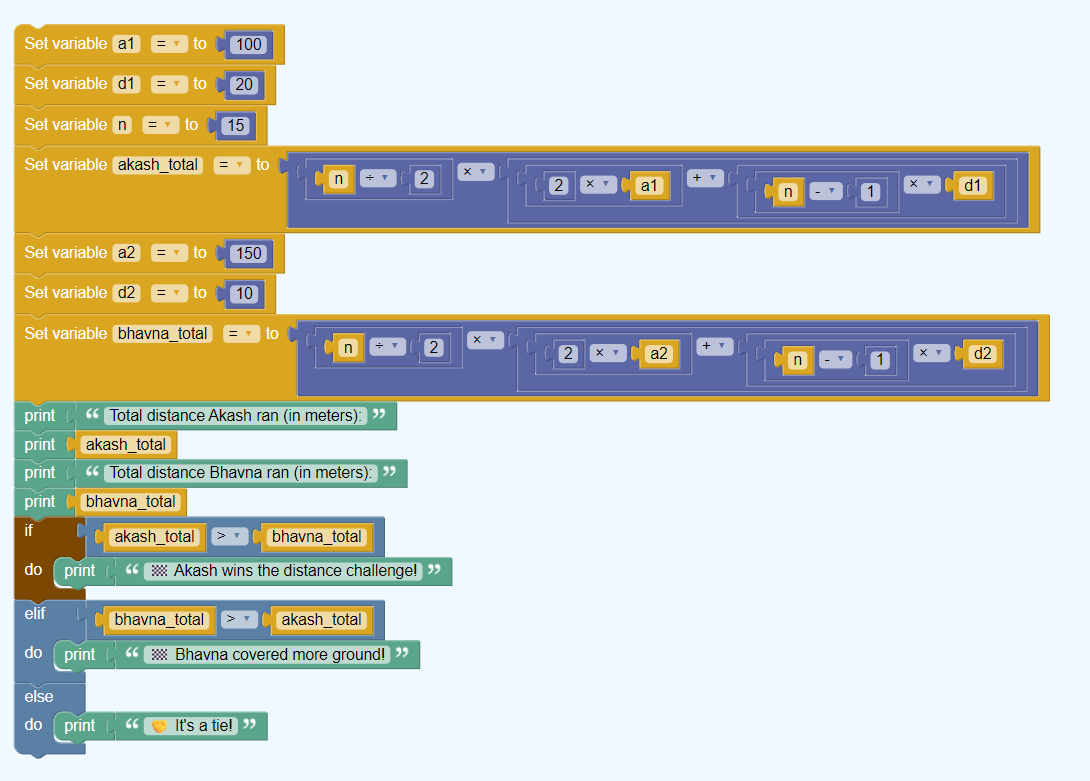 Set variable a1 = to 100
Set variable d1 = to 20
Set variable n = to 15
Set variable akash_total = to n ÷ 2 × 2 × a1 + n - 1 × d1
Set variable a2 = to 150
Set variable d2 = to 10
Set variable bhavna_total = to n ÷ 2 × 2 × a2 + n - 1 × d2
print “ Total distance Akash ran (in meters): ”
print akash_total
print “ Total distance Bhavna ran (in meters): ”
print bhavna_total
if akash_total > bhavna_total
do print “ 🏁 Akash wins the distance challenge! ”
elif bhavna_total > akash_total
do print “ 🏁 Bhavna covered more ground! ”
else
do print “ 🤝 It's a tie! ”